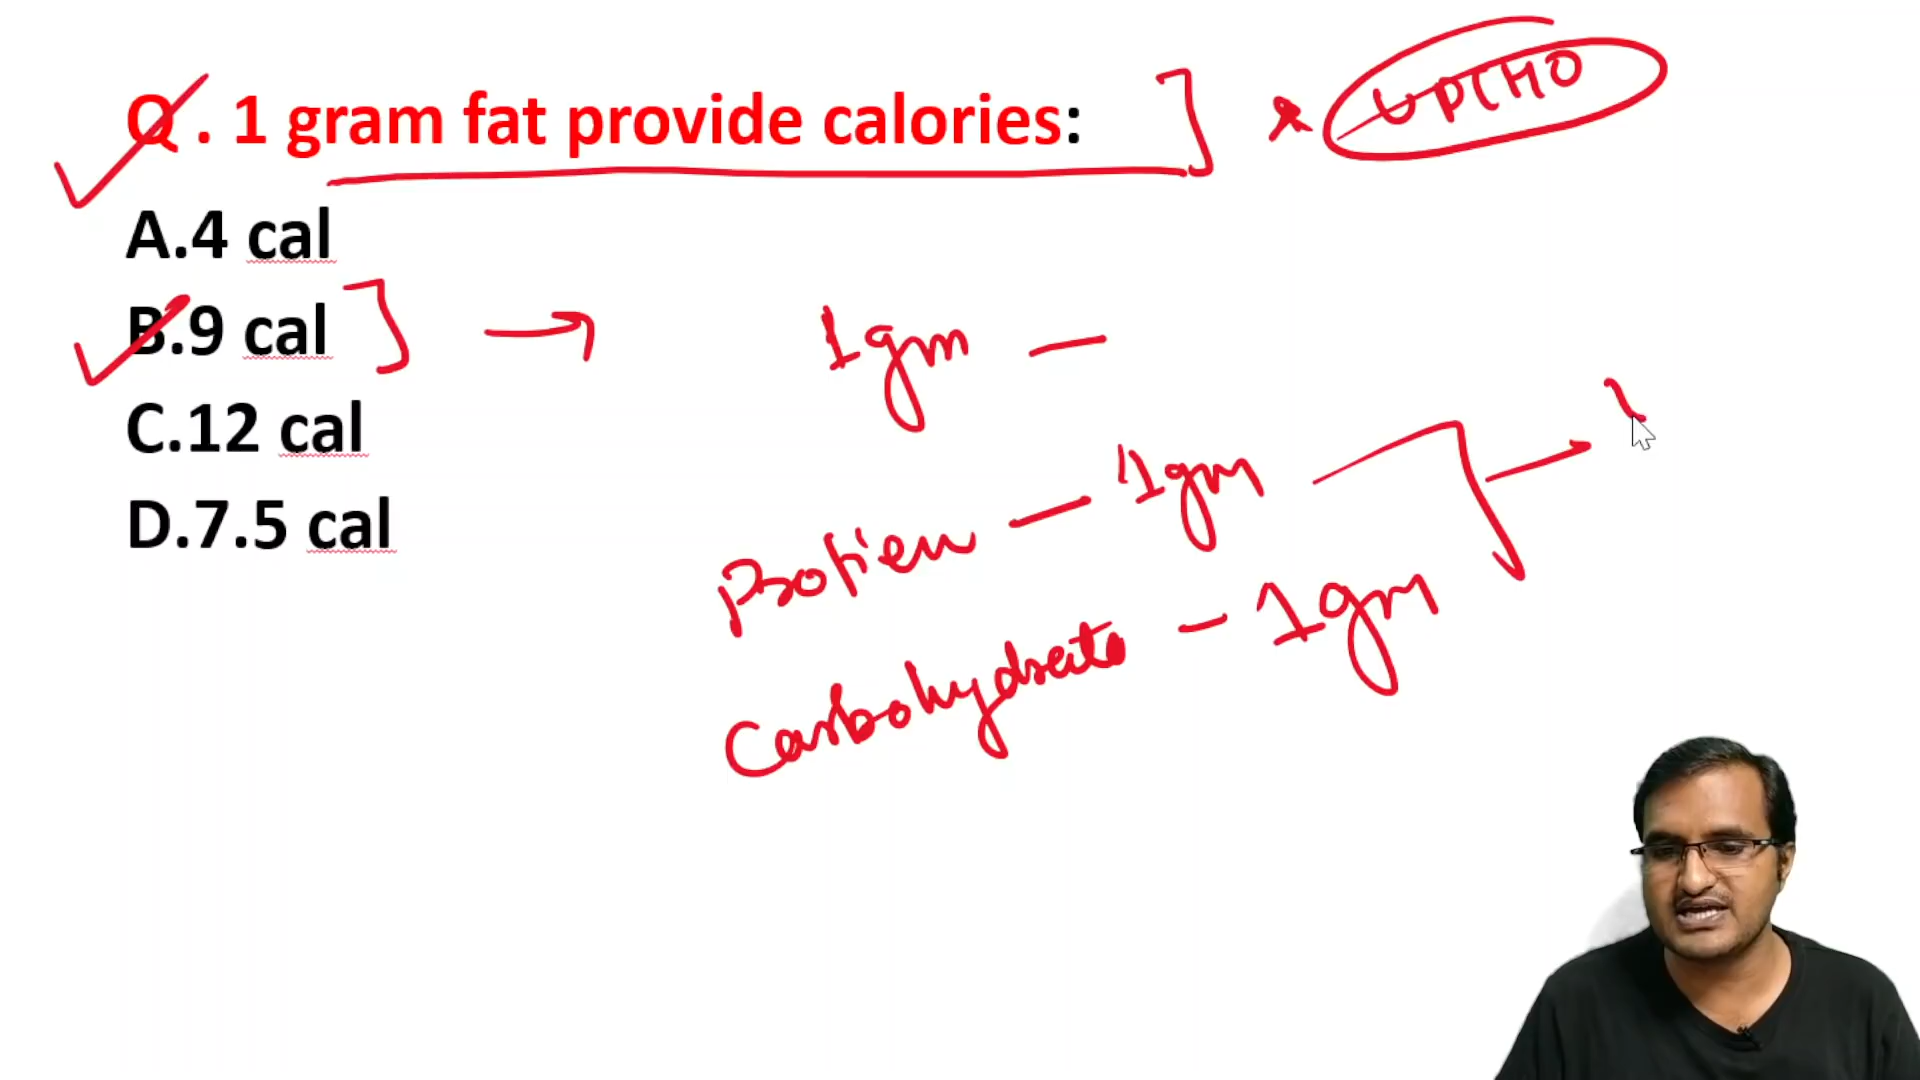 Q. 1 gram fat provide calories:
UPCHO
A.4 cal
B.9 cal
1gm —
C.12 cal
D.7.5 cal
Protien — 1gm
Carbohydrate - 1gm